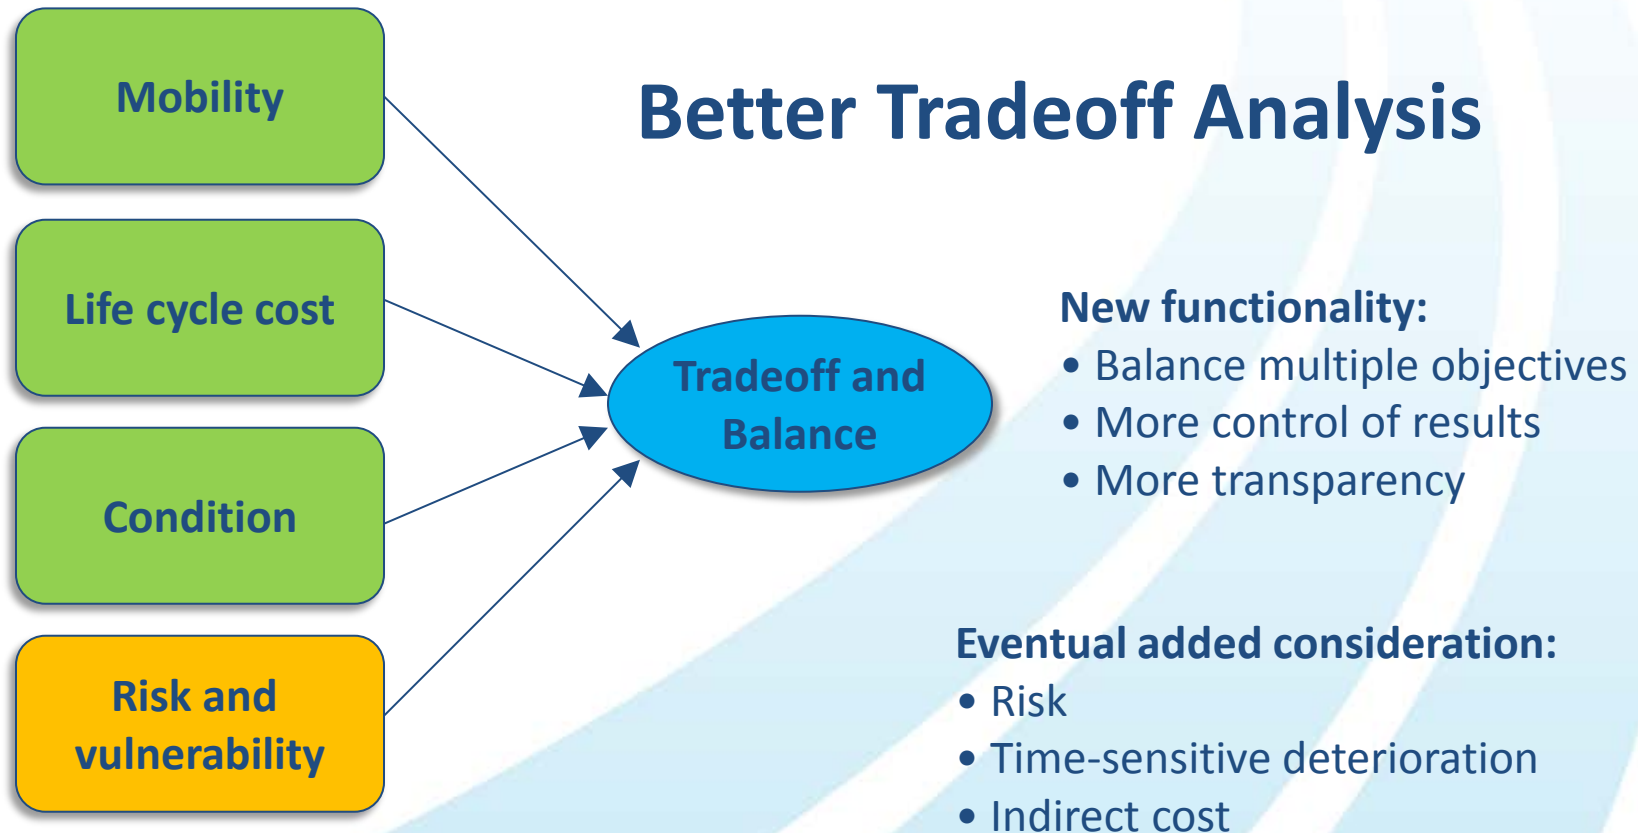 Better Tradeoff Analysis
Mobility
Life cycle cost
Condition
Risk and
vulnerability
Tradeoff and
Balance
New functionality:
• Balance multiple objectives
• More control of results
• More transparency
Eventual added consideration:
• Risk
• Time-sensitive deterioration
• Indirect cost